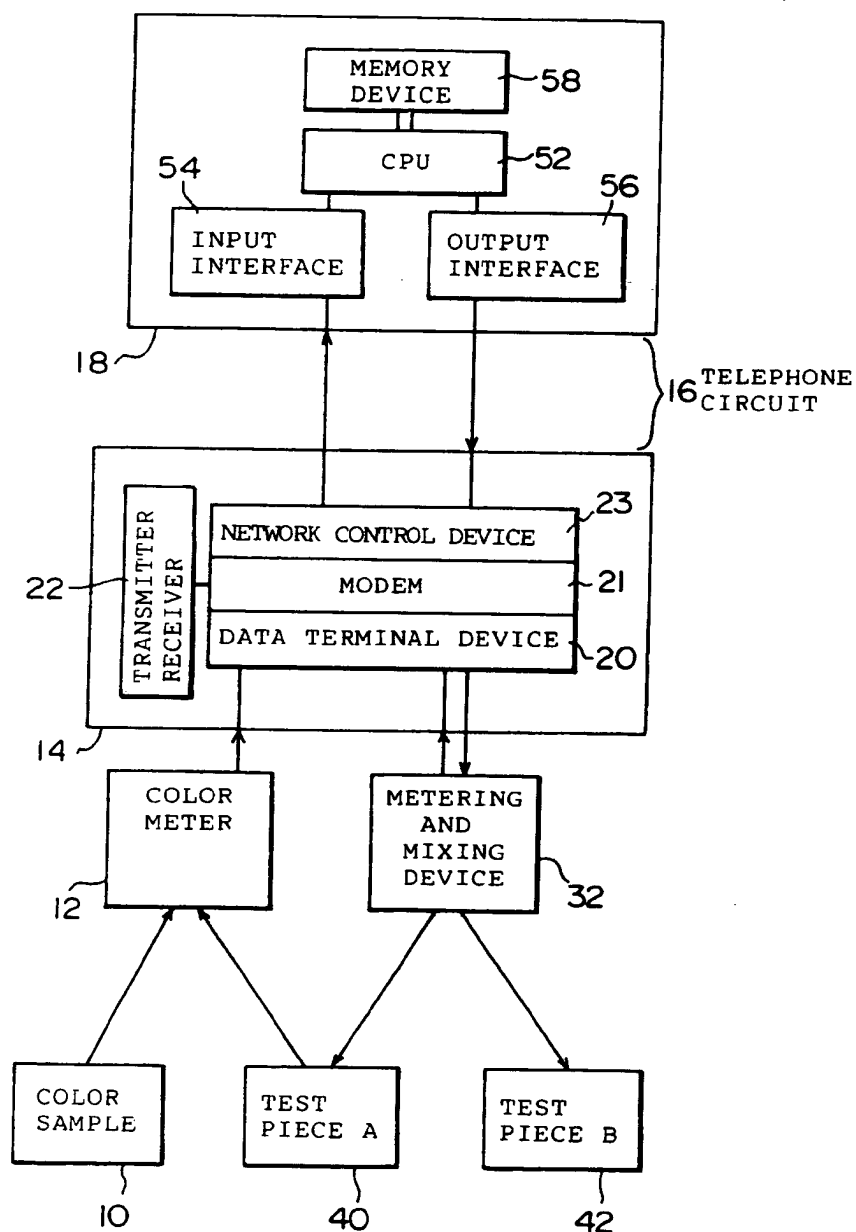 MEMORY
DEVICE
58
CPU
52
54
56
INPUT
INTERFACE
OUTPUT
INTERFACE
18
16 TELEPHONE
CIRCUIT
TRANSMITTER
RECEIVER
22
NETWORK CONTROL DEVICE
23
MODEM
21
DATA TERMINAL DEVICE
20
14
COLOR
METER
12
METERING
AND
MIXING
DEVICE
32
COLOR
SAMPLE
10
TEST
PIECE A
40
TEST
PIECE B
42